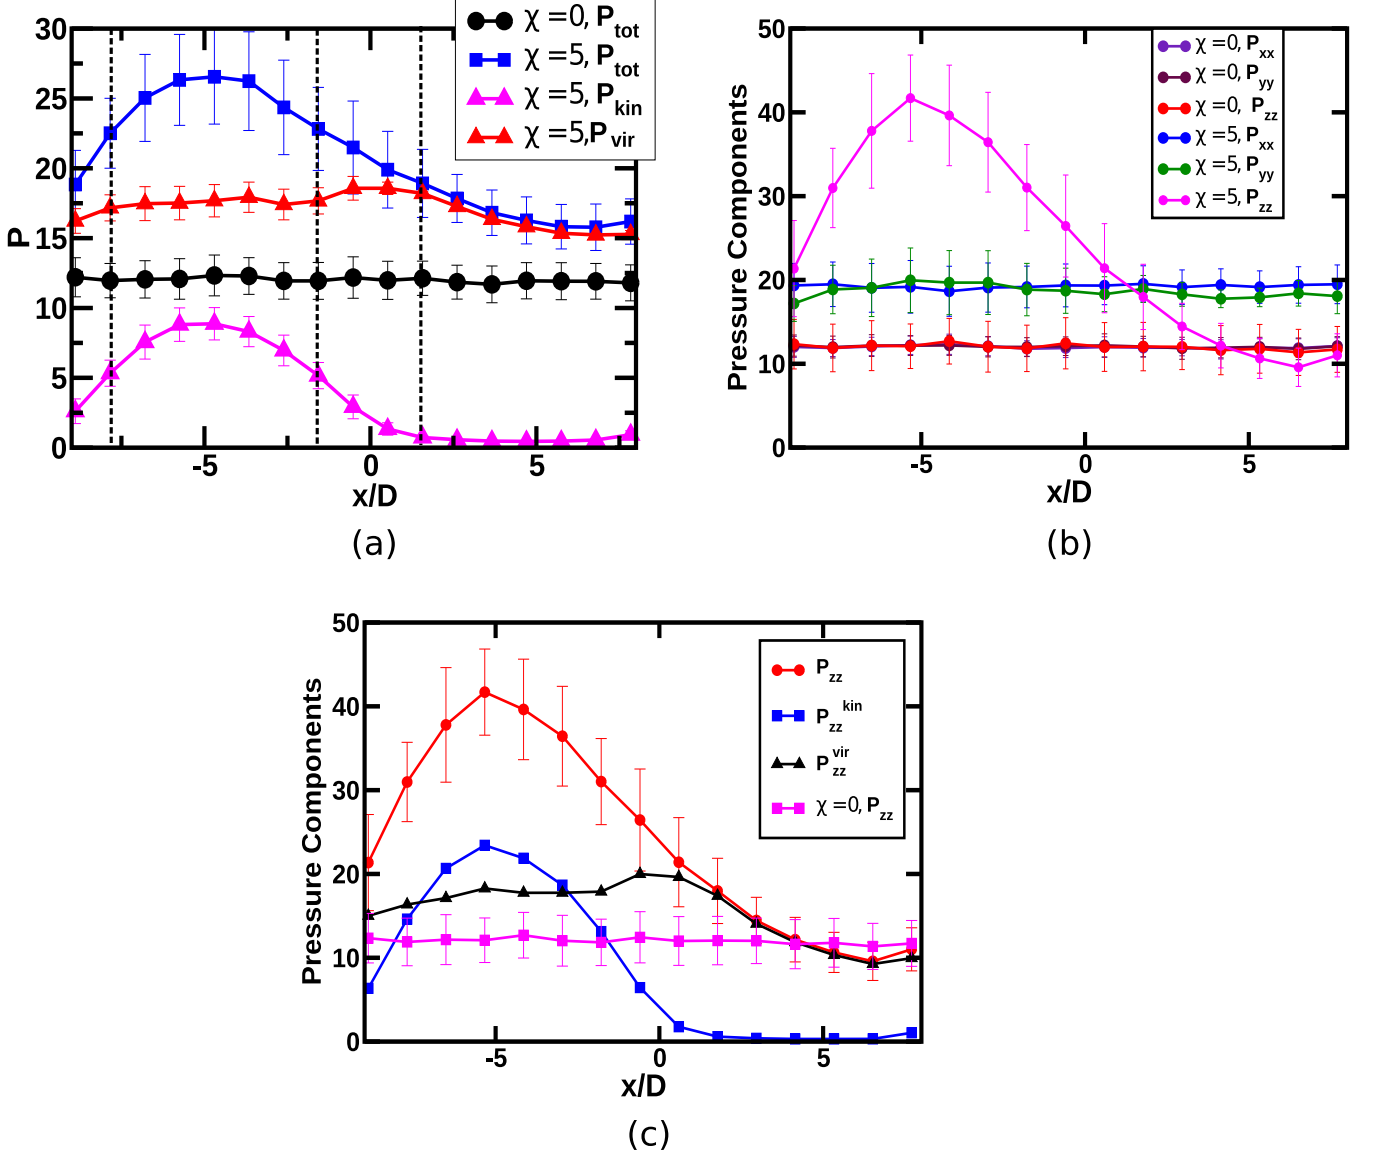 30
25
20
15
10
5
0
P
-5
0
5
x/D
χ=0, P_tot
χ=5, P_tot
χ=5, P_kin
χ=5, P_vir
(a)
50
40
30
20
10
0
Pressure Components
-5
0
5
x/D
χ=0, P_xx
χ=0, P_yy
χ=0, P_zz
χ=5, P_xx
χ=5, P_yy
χ=5, P_zz
(b)
50
40
30
20
10
0
Pressure Components
-5
0
5
x/D
P_zz
P_zz^kin
P_zz^vir
χ=0, P_zz
(c)